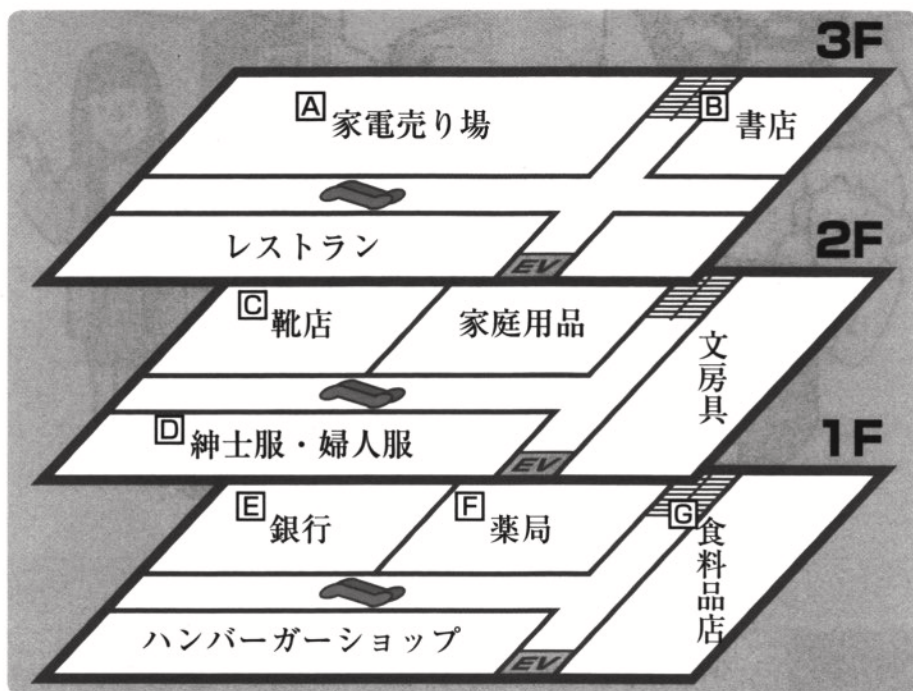 3F
A 家電売り場
B 書店
レストラン
EV
2F
C 靴店
家庭用品
文房具
D 紳士服・婦人服
EV
1F
E 銀行
F 薬局
G 食料品店
ハンバーガーショップ
EV